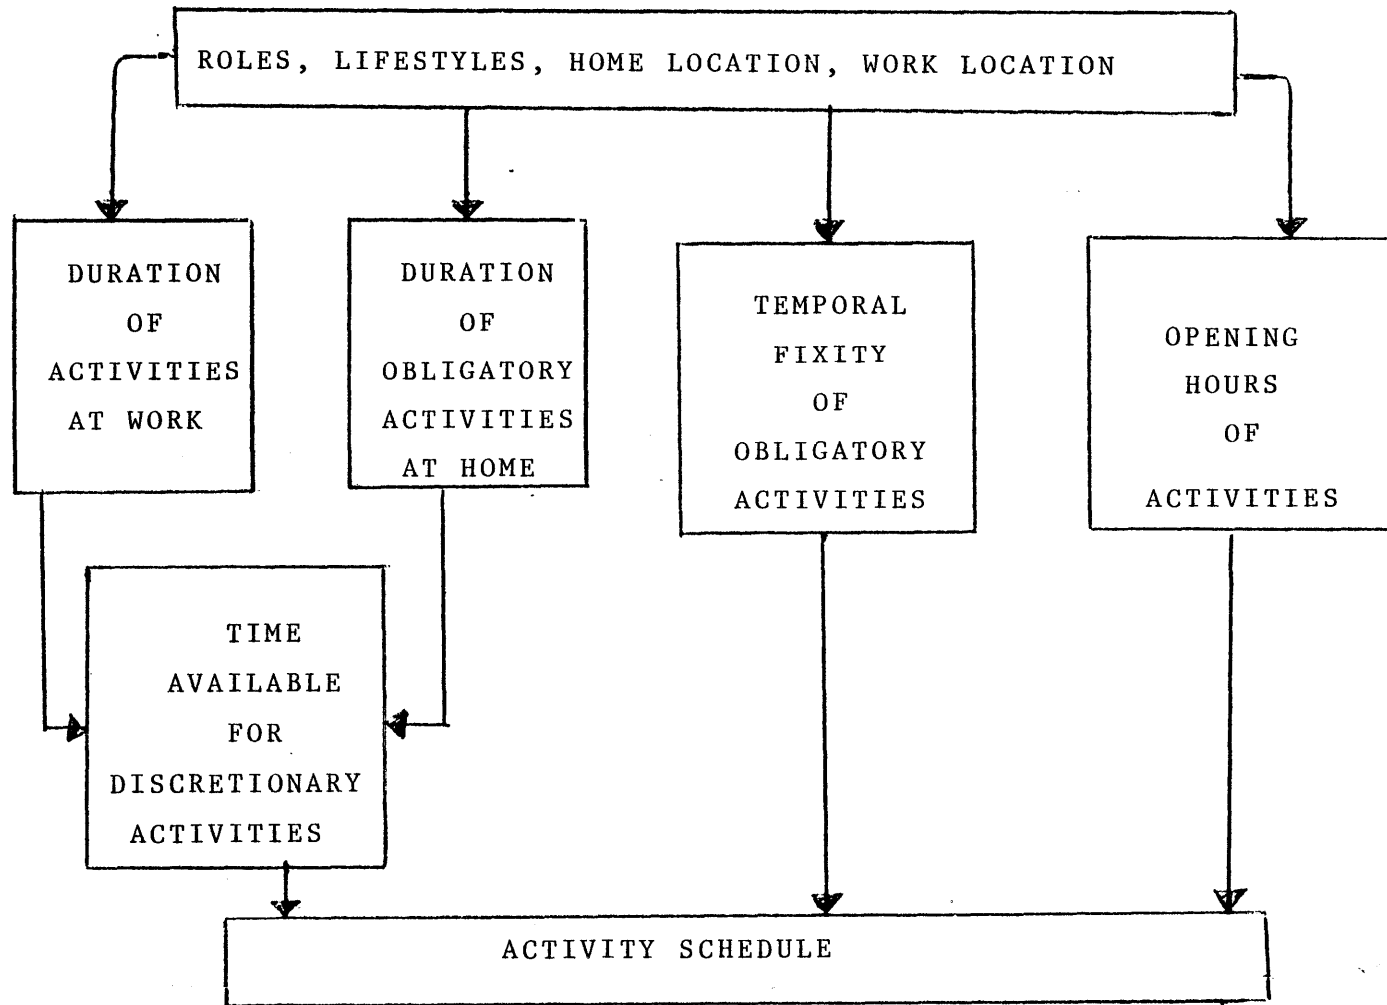 ROLES, LIFESTYLES, HOME LOCATION, WORK LOCATION
DURATION
OF
ACTIVITIES
AT WORK
DURATION
OF
OBLIGATORY
ACTIVITIES
AT HOME
TEMPORAL
FIXITY
OF
OBLIGATORY
ACTIVITIES
OPENING
HOURS
OF
ACTIVITIES
TIME
AVAILABLE
FOR
DISCRETIONARY
ACTIVITIES
ACTIVITY SCHEDULE